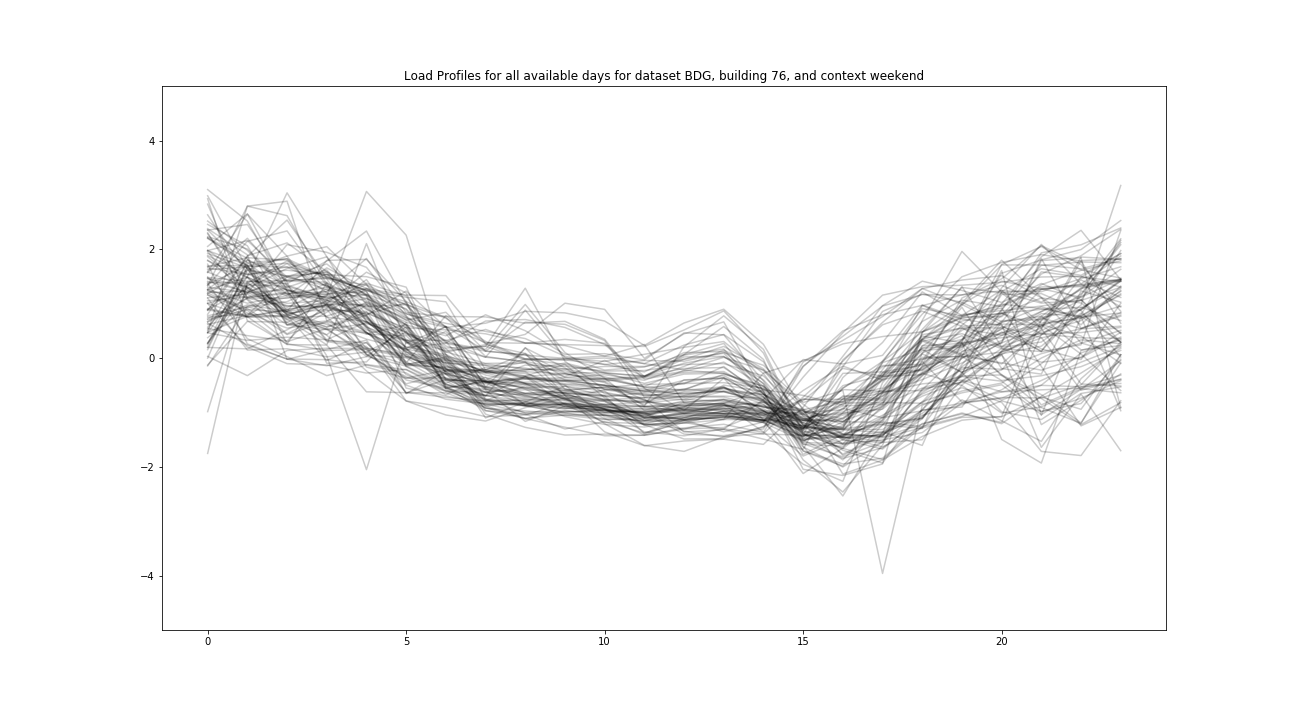 Load Profiles for all available days for dataset BDG, building 76, and context weekend
4
2
0
−2
−4
0 5 10 15 20